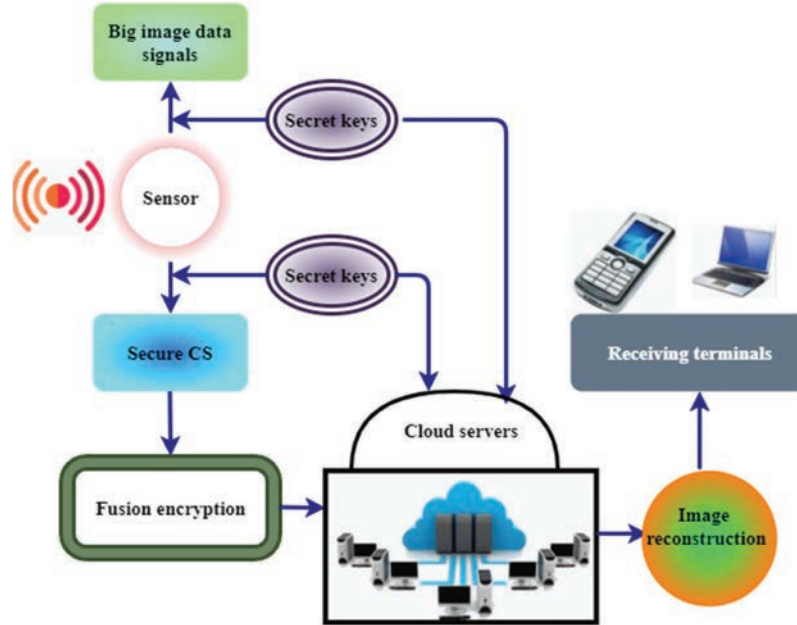 Big image data
signals
Secret keys
Sensor
Secret keys
Secure CS
Receiving terminals
Cloud servers
Fusion encryption
Image
reconstruction